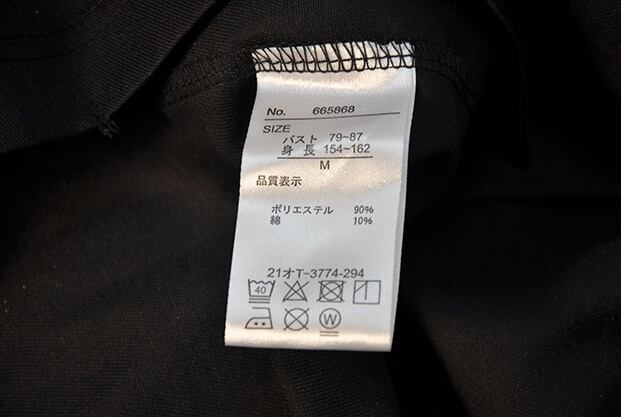 No. 665868
SIZE
バスト 79~87
身長 154~162
M
品質表示
ポリエステル 90%
綿 10%
21オT-3774-294
40
W